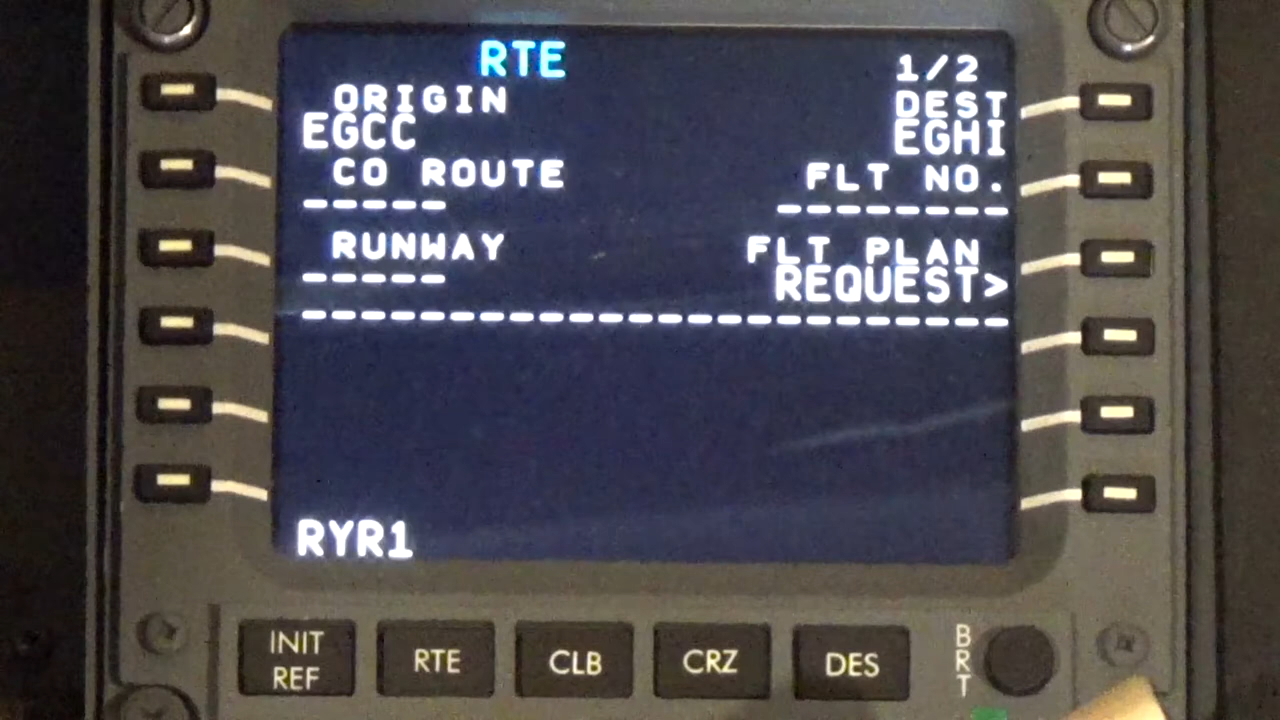 RTE 1/2
ORIGIN DEST
EGCC EGHI
CO ROUTE FLT NO.
----- --------
RUNWAY FLT PLAN
----- REQUEST>
------------------------
RYR1
INIT REF RTE CLB CRZ DES BRT